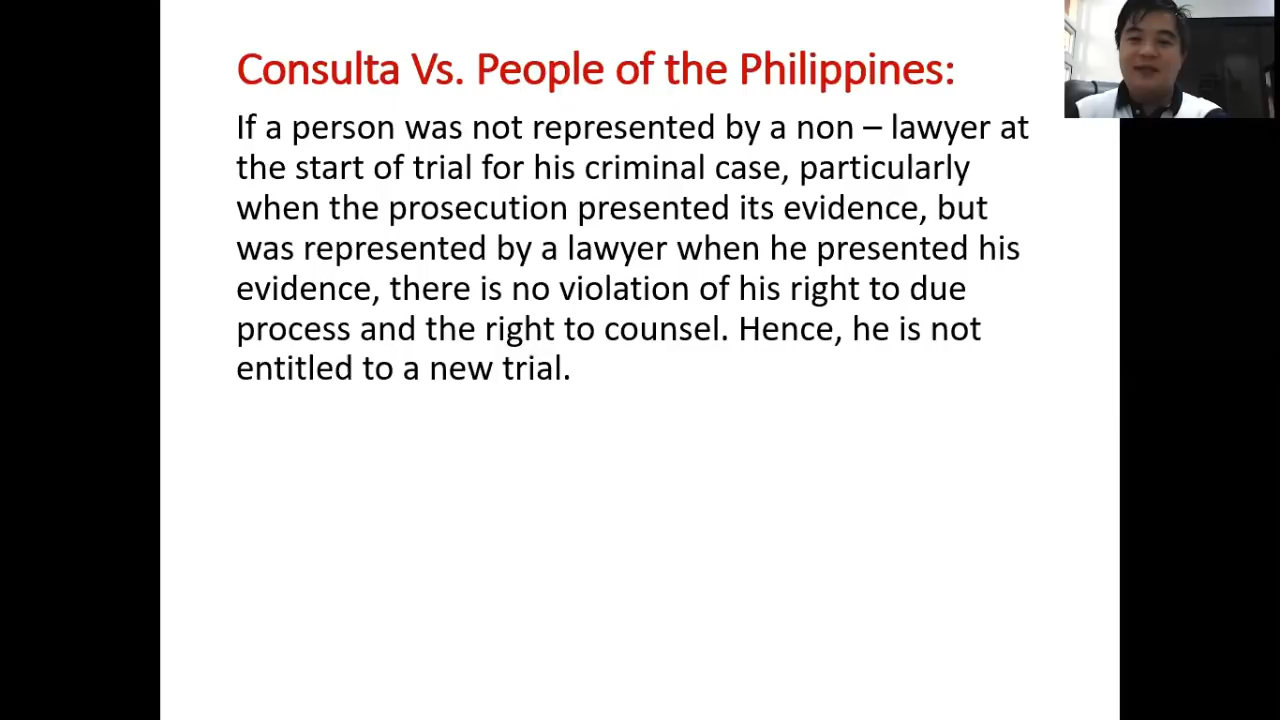 Consulta Vs. People of the Philippines:
If a person was not represented by a non – lawyer at
the start of trial for his criminal case, particularly
when the prosecution presented its evidence, but
was represented by a lawyer when he presented his
evidence, there is no violation of his right to due
process and the right to counsel. Hence, he is not
entitled to a new trial.